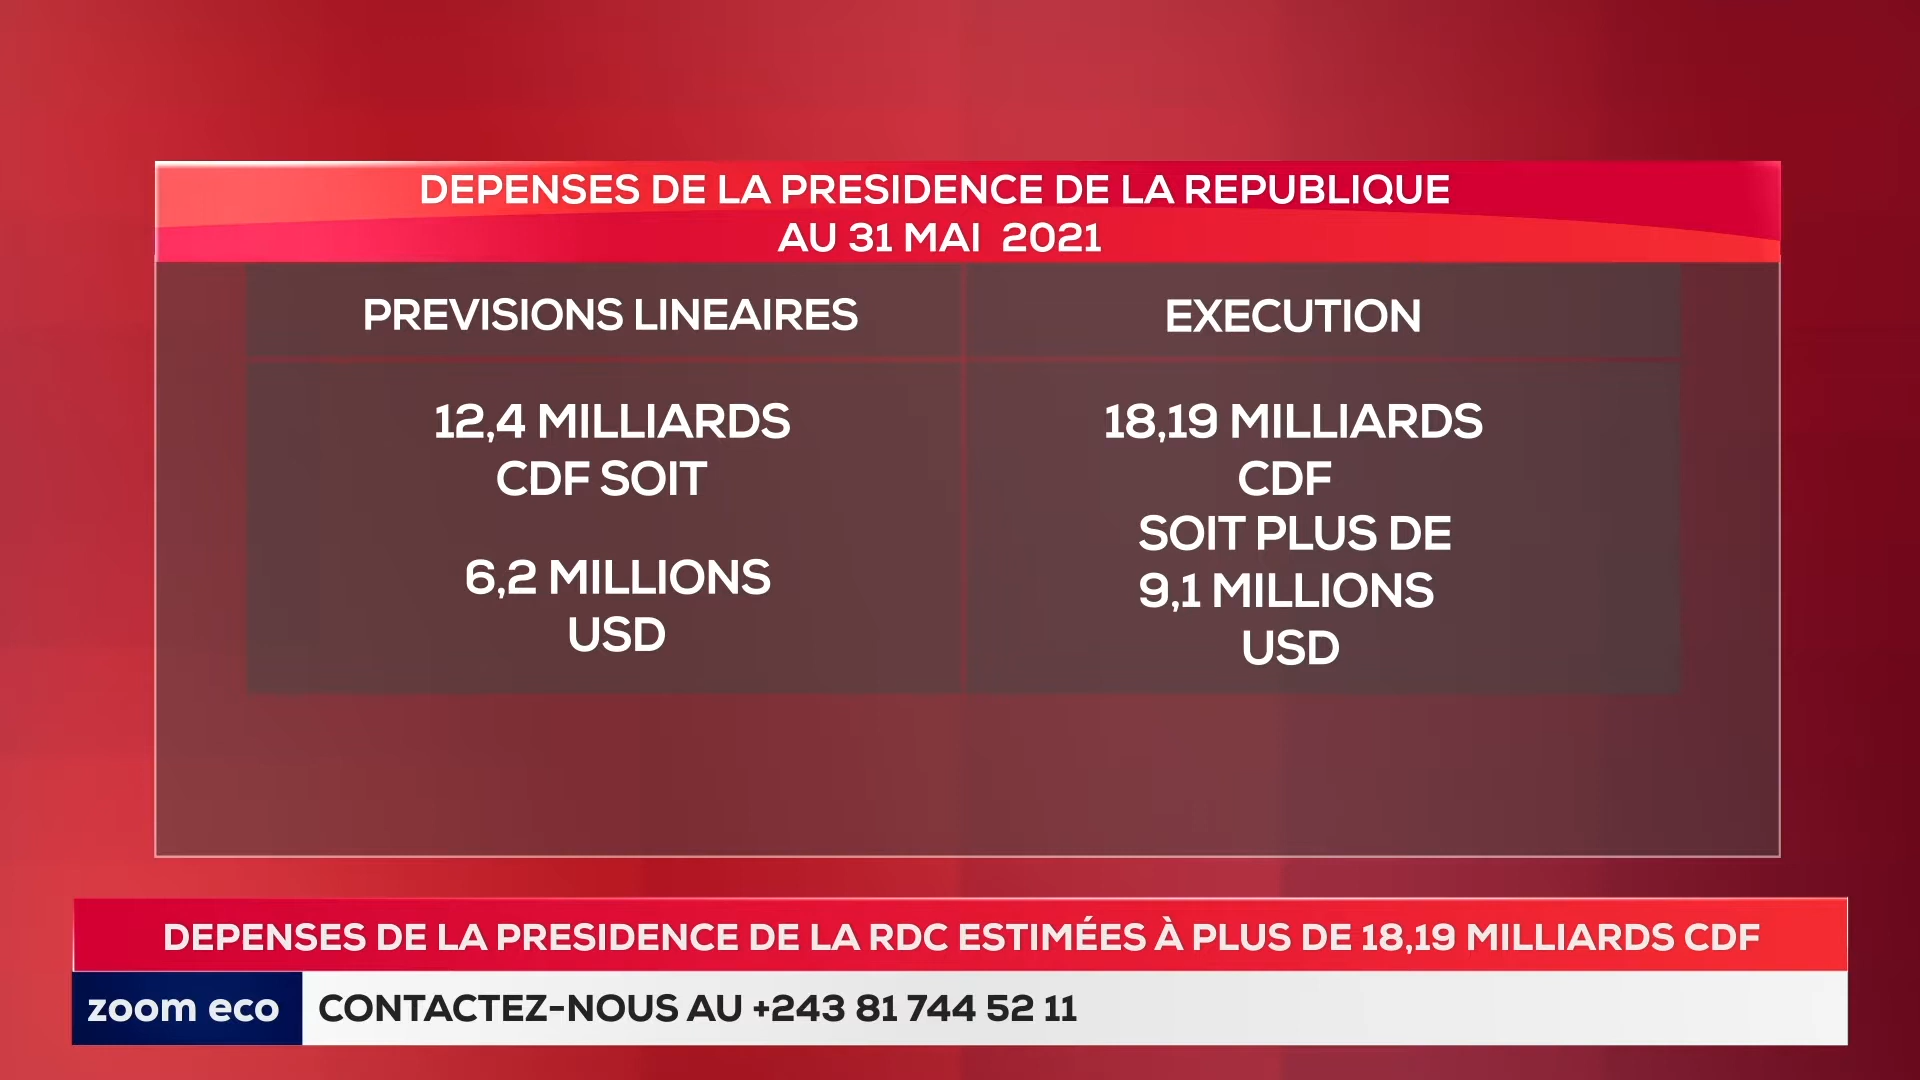 DEPENSES DE LA PRESIDENCE DE LA REPUBLIQUE
AU 31 MAI 2021
PREVISIONS LINEAIRES
12,4 MILLIARDS
CDF SOIT
6,2 MILLIONS
USD
EXECUTION
18,19 MILLIARDS
CDF
SOIT PLUS DE
9,1 MILLIONS
USD
DEPENSES DE LA PRESIDENCE DE LA RDC ESTIMÉES À PLUS DE 18,19 MILLIARDS CDF
zoom eco
CONTACTEZ-NOUS AU +243 81 744 52 11